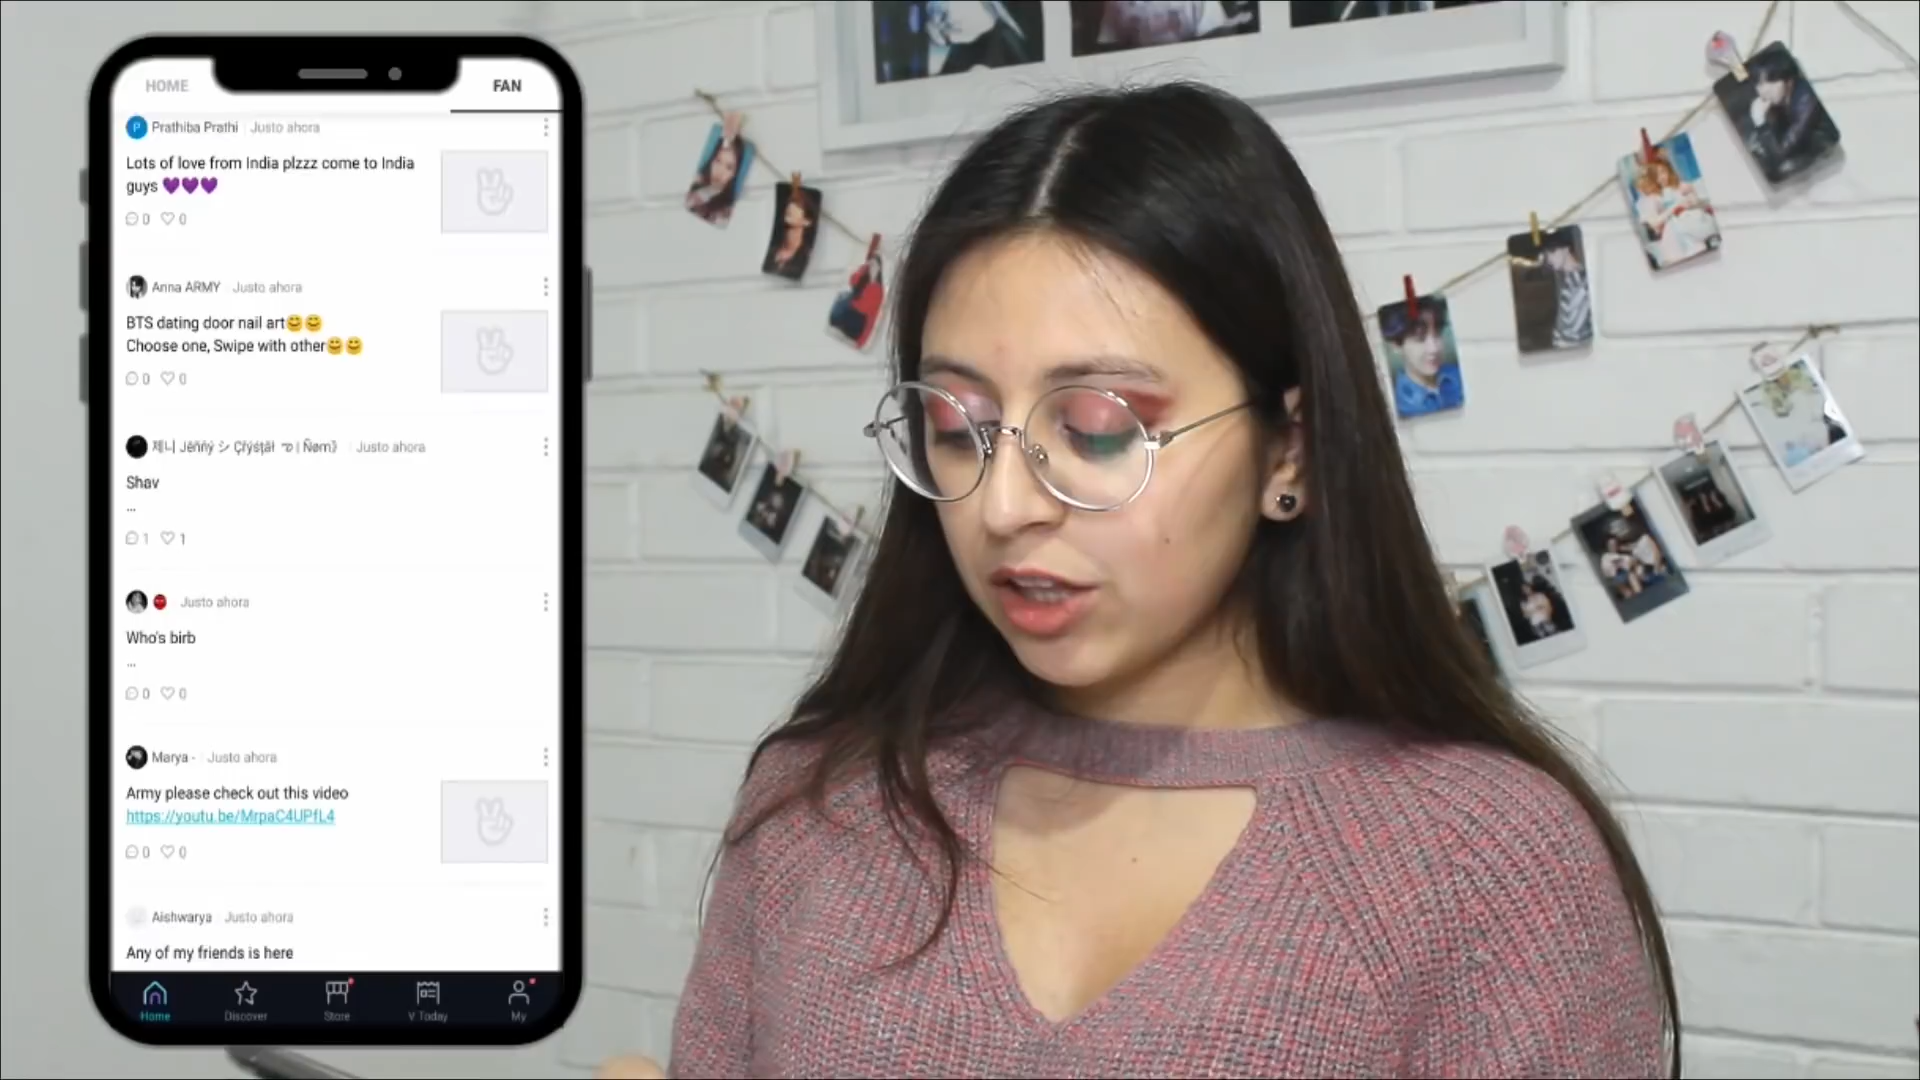 HOME
FAN
P
Prathiba Prathi
Justo ahora
Lots of love from India plzzz come to India
guys 💜💜💜
0
0
Anna ARMY
Justo ahora
BTS dating door nail art😊😊
Choose one, Swipe with other😊😊
0
0
Justo ahora
Shav
...
1
1
Justo ahora
Who's birb
...
0
0
Marya -
Justo ahora
Army please check out this video
https://youtu.be/MrpaC4UPfL4
0
0
Aishwarya
Justo ahora
Any of my friends is here
Home
Discover
Store
V Today
My